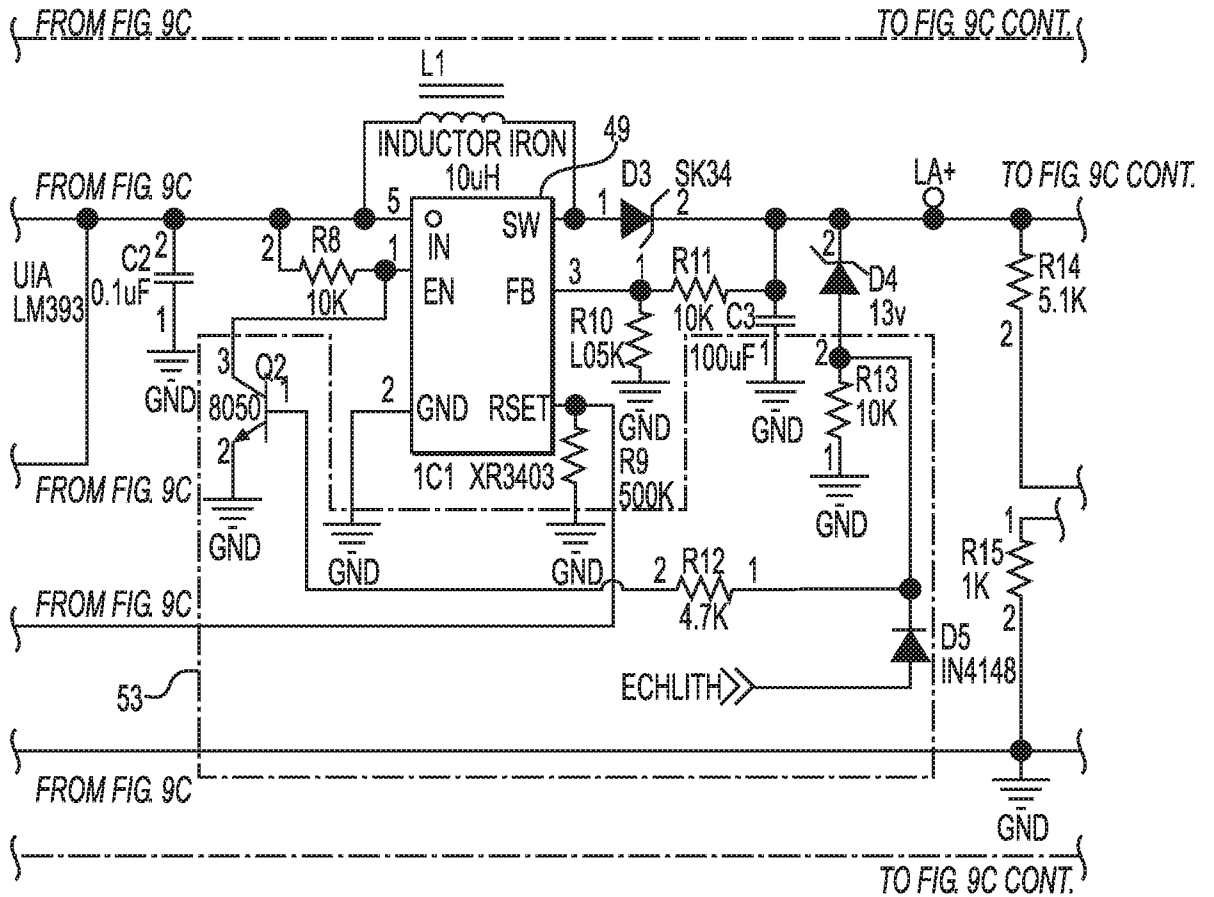 FROM FIG. 9C
TO FIG. 9C CONT.
L1
INDUCTOR IRON
10uH
49
FROM FIG. 9C
D3
SK34
LA+
TO FIG. 9C CONT.
5
1
2
IN
SW
2
R8
1
10K
EN
3
FB
1
R11
10K
2
C2
0.1uF
1
GND
UIA
LM393
2
D4
13v
R14
5.1K
2
R10
L05K
GND
C3
100uF
1
GND
2
R13
10K
1
GND
3
Q2
1
8050
2
GND
2
GND
RSET
1C1
XR3403
R9
500K
GND
GND
FROM FIG. 9C
1
R15
1K
2
2
R12
1
4.7K
FROM FIG. 9C
D5
IN4148
ECHLITH
53
FROM FIG. 9C
GND
TO FIG. 9C CONT.